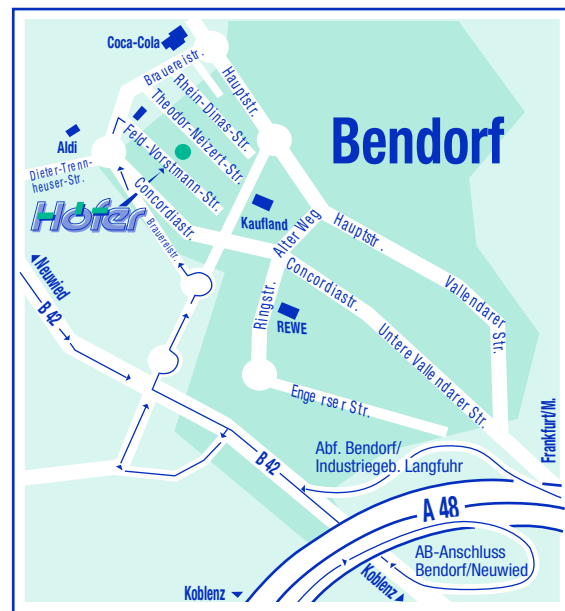 Coca-Cola
Brauereistr.
Hauptstr.
Rhein-Dinas-Str.
Theodor-Neizert-Str.
Feld-Vorstmann-Str.
Bendorf
Aldi
Dieter-Trenn-
heuser-Str.
Concordiastr.
Höfer
Brauereistr.
Kaufland
Alter Weg
Hauptstr.
Vallendarer
Str.
Neuwied
B 42
Ringstr.
Concordiastr.
REWE
Untere Vallendarer Str.
Engerser Str.
Frankfurt/M.
Abf. Bendorf/
Industriegeb. Langfuhr
B 42
A 48
AB-Anschluss
Bendorf/Neuwied
Koblenz
Koblenz